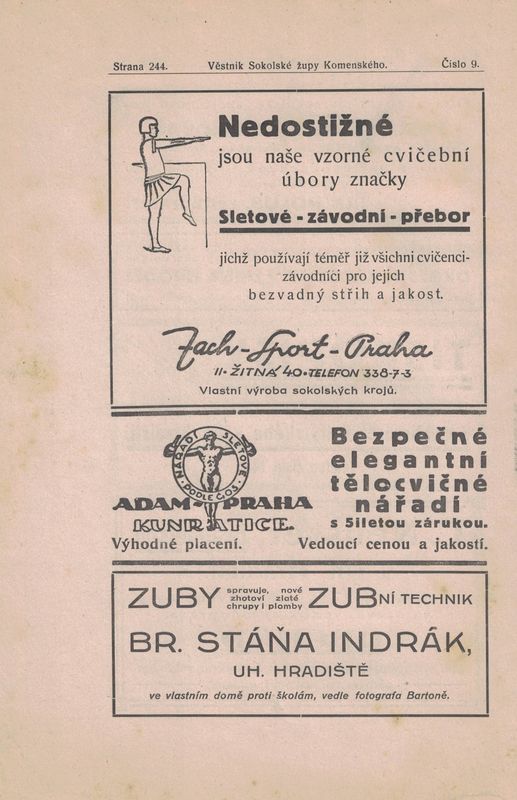 Strana 244. Věstník Sokolské župy Komenského. Číslo 9.
Nedostižné
jsou naše vzorné cvičební
úbory značky
Sletové - závodní - přebor
jichž používají téměř již všichni cvičenci-
závodníci pro jejich
bezvadný střih a jakost.
Zach-Sport-Praha
II. ŽITNÁ 40. TELEFON 338-7-3
Vlastní výroba sokolských krojů.
NÁŘADÍ SLETOVÉ
PODLE Č.O.S.
ADAM-PRAHA
KUNRATICE.
Výhodné placení.
Bezpečné
elegantní
tělocvičné
nářadí
s 5letou zárukou.
Vedoucí cenou a jakostí.
ZUBY spravuje, nové
zhotoví zlaté
chrupy i plomby ZUBNÍ TECHNIK
BR. STÁŇA INDRÁK,
UH. HRADIŠTĚ
ve vlastním domě proti školám, vedle fotografa Bartoně.